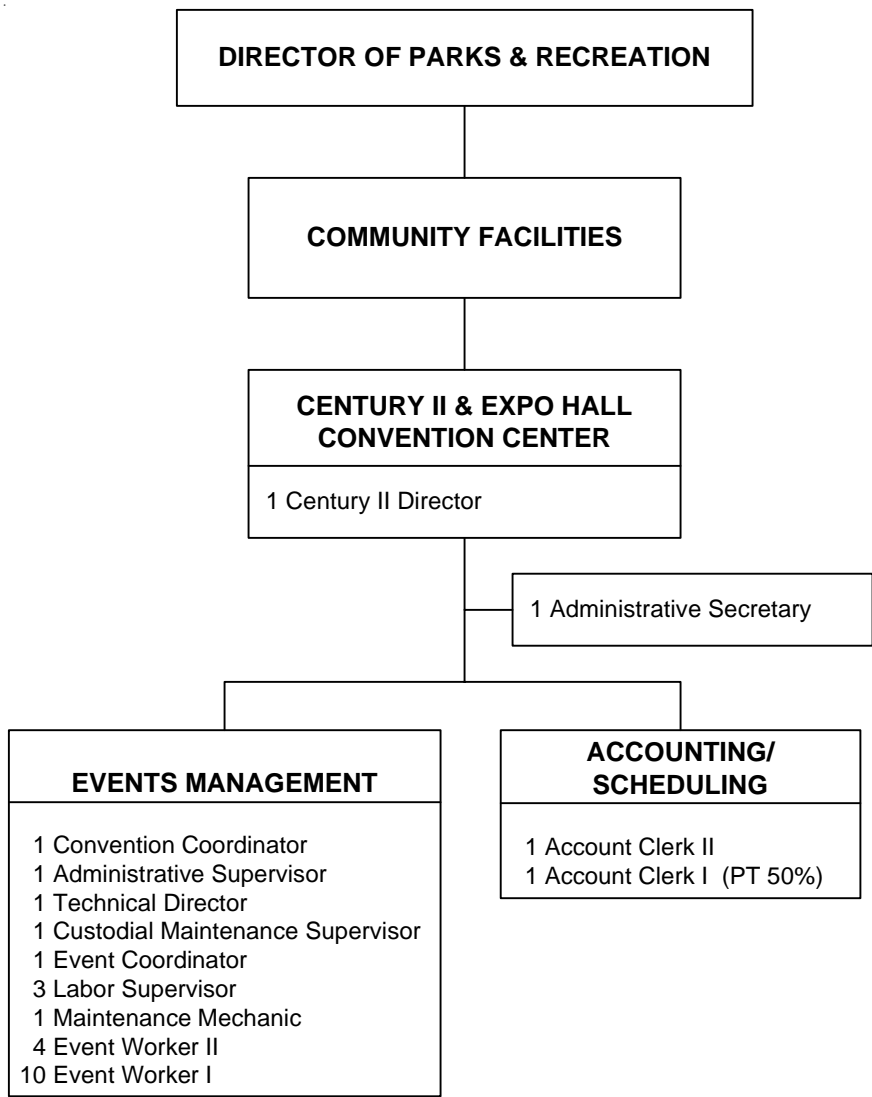 DIRECTOR OF PARKS & RECREATION
COMMUNITY FACILITIES
CENTURY II & EXPO HALL
CONVENTION CENTER
1 Century II Director
1 Administrative Secretary
EVENTS MANAGEMENT
1 Convention Coordinator
1 Administrative Supervisor
1 Technical Director
1 Custodial Maintenance Supervisor
1 Event Coordinator
3 Labor Supervisor
1 Maintenance Mechanic
4 Event Worker II
10 Event Worker I
ACCOUNTING/
SCHEDULING
1 Account Clerk II
1 Account Clerk I (PT 50%)